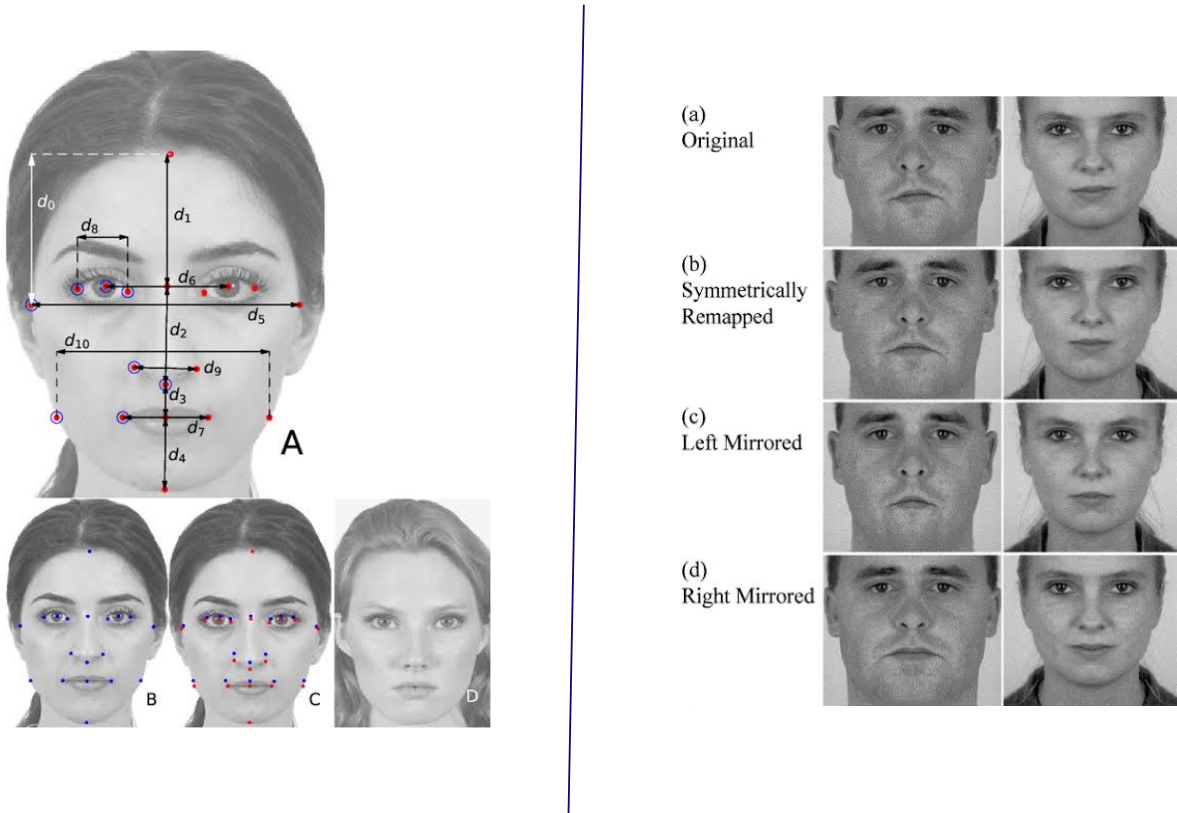 d0
d1
d8
d6
d5
d2
d10
d9
d3
d7
d4
A
B
C
D
(a)
Original
(b)
Symmetrically
Remapped
(c)
Left Mirrored
(d)
Right Mirrored